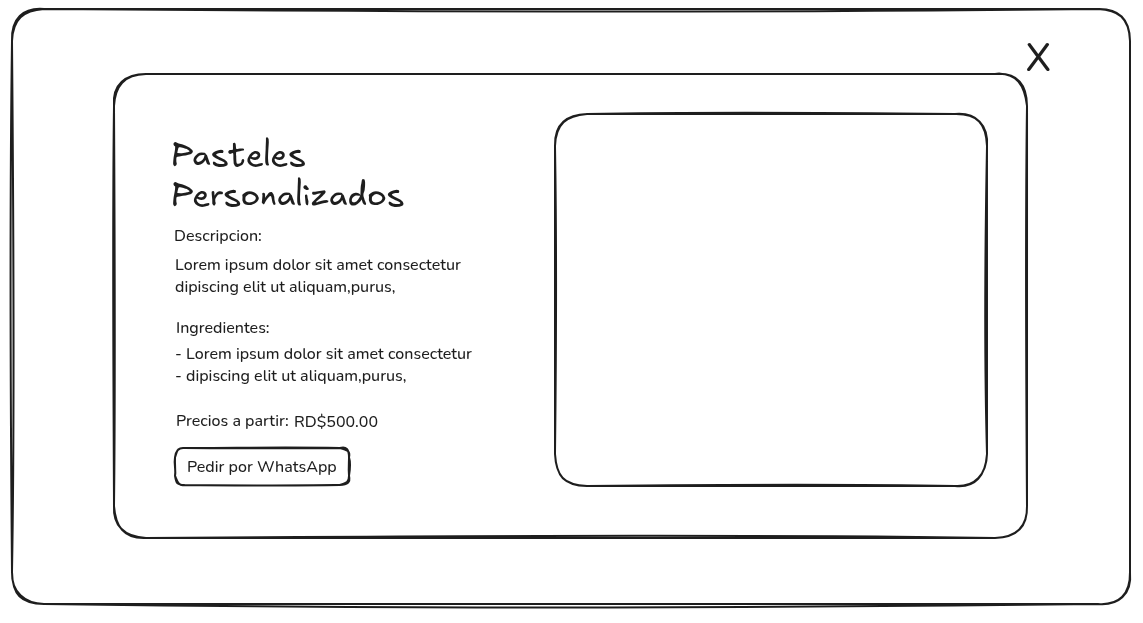 X
Pasteles
Personalizados
Descripcion:
Lorem ipsum dolor sit amet consectetur
dipiscing elit ut aliquam,purus,
Ingredientes:
- Lorem ipsum dolor sit amet consectetur
- dipiscing elit ut aliquam,purus,
Precios a partir: RD$500.00
Pedir por WhatsApp